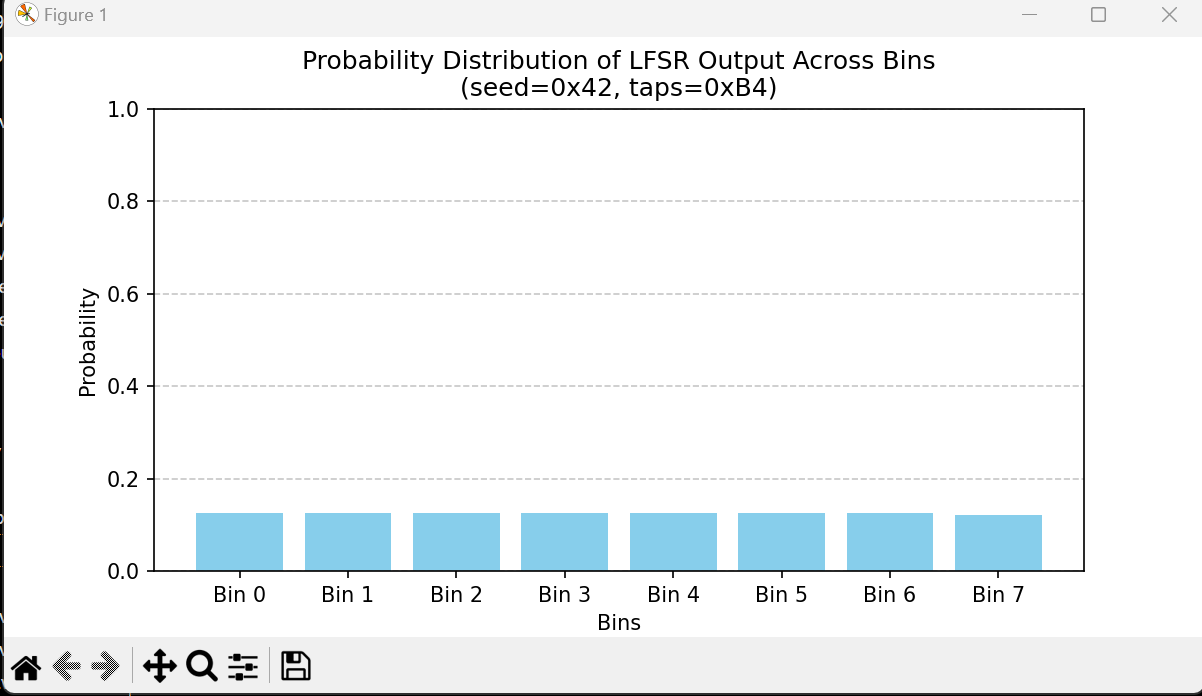 Figure 1
Probability Distribution of LFSR Output Across Bins
(seed=0x42, taps=0xB4)
1.0
0.8
0.6
0.4
0.2
0.0
Probability
Bin 0 Bin 1 Bin 2 Bin 3 Bin 4 Bin 5 Bin 6 Bin 7
Bins